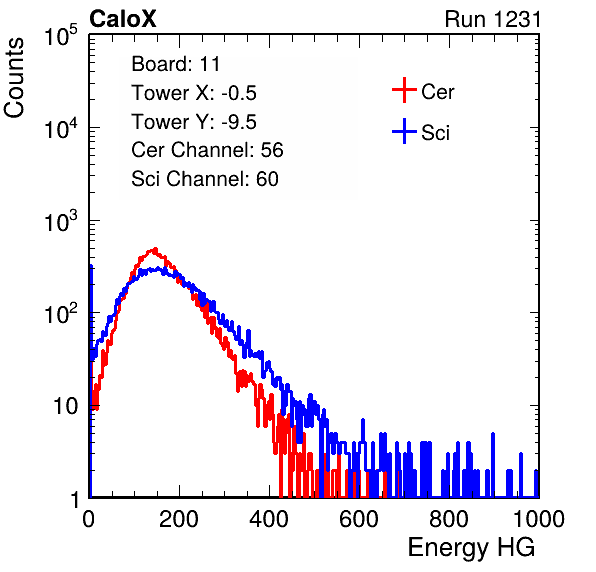 CaloX Run 1231
Counts
10^5
10^4
10^3
10^2
10
1
Board: 11
Tower X: -0.5
Tower Y: -9.5
Cer Channel: 56
Sci Channel: 60
Cer
Sci
0 200 400 600 800 1000
Energy HG